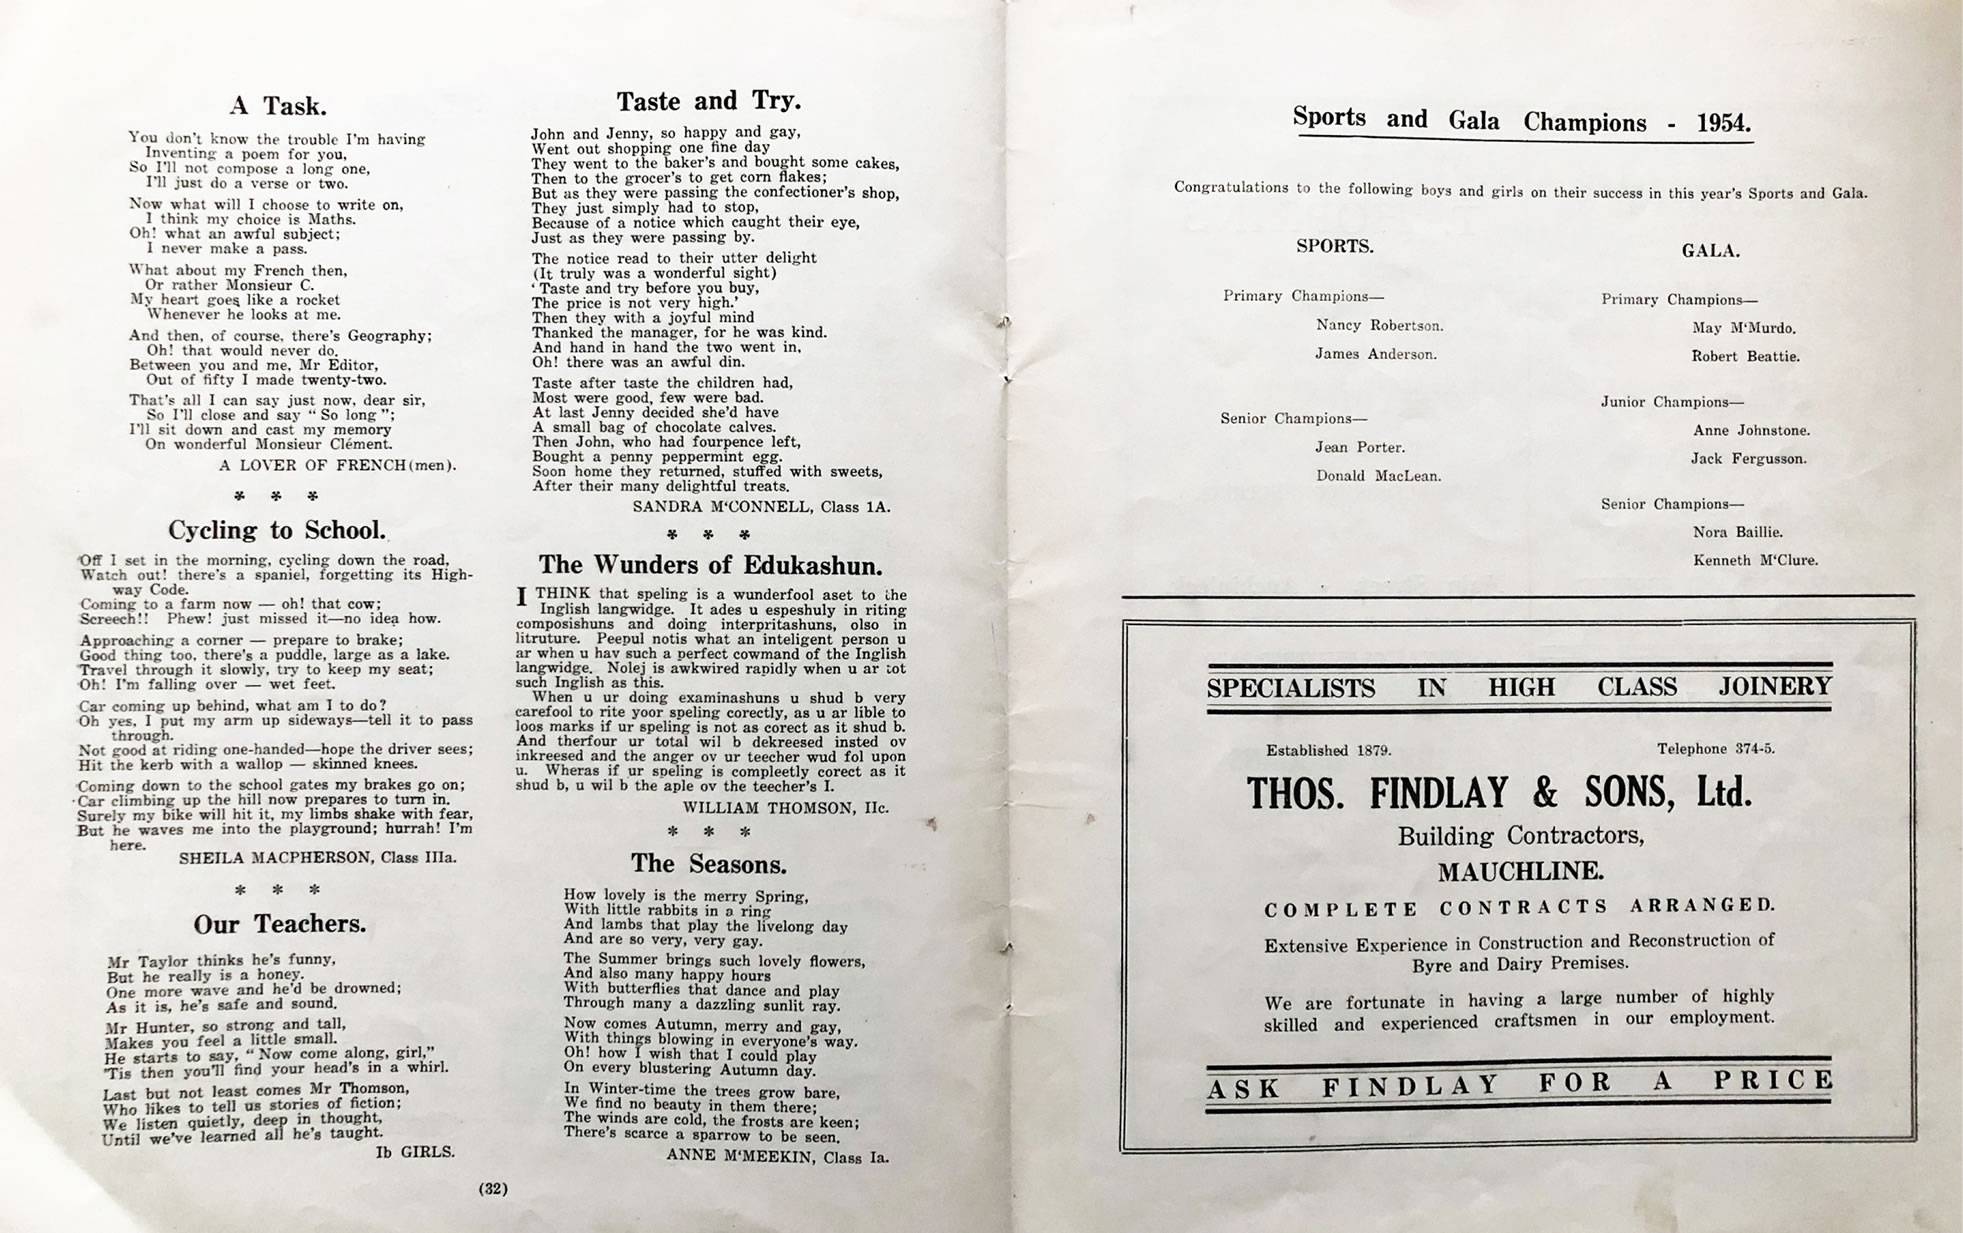 A Task.
You don't know the trouble I'm having
Inventing a poem for you,
So I'll not compose a long one,
I'll just do a verse or two.
Now what will I choose to write on,
I think my choice is Maths.
Oh! what an awful subject;
I never make a pass.
What about my French then,
Or rather Monsieur C.
My heart goes like a rocket
Whenever he looks at me.
And then, of course, there's Geography;
Oh! that would never do.
Between you and me, Mr Editor,
Out of fifty I made twenty-two.
That's all I can say just now, dear sir,
So I'll close and say “ So long ”;
I'll sit down and cast my memory
On wonderful Monsieur Clément.
A LOVER OF FRENCH(men).
* * *
Cycling to School.
Off I set in the morning, cycling down the road,
Watch out! there's a spaniel, forgetting its High-
way Code.
Coming to a farm now — oh! that cow;
Screech!! Phew! just missed it—no idea how.
Approaching a corner — prepare to brake;
Good thing too, there's a puddle, large as a lake.
Travel through it slowly, try to keep my seat;
Oh! I'm falling over — wet feet.
Car coming up behind, what am I to do?
Oh yes, I put my arm up sideways—tell it to pass
through.
Not good at riding one-handed—hope the driver sees;
Hit the kerb with a wallop — skinned knees.
Coming down to the school gates my brakes go on;
Car climbing up the hill now prepares to turn in.
Surely my bike will hit it, my limbs shake with fear,
But he waves me into the playground; hurrah! I'm
here.
SHEILA MACPHERSON, Class IIIa.
* * *
Our Teachers.
Mr Taylor thinks he's funny,
But he really is a honey.
One more wave and he'd be drowned;
As it is, he's safe and sound.
Mr Hunter, so strong and tall,
Makes you feel a little small.
He starts to say, “ Now come along, girl,”
'Tis then you'll find your head's in a whirl.
Last but not least comes Mr Thomson,
Who likes to tell us stories of fiction;
We listen quietly, deep in thought,
Until we've learned all he's taught.
Ib GIRLS.
Taste and Try.
John and Jenny, so happy and gay,
Went out shopping one fine day
They went to the baker's and bought some cakes,
Then to the grocer's to get corn flakes;
But as they were passing the confectioner's shop,
They just simply had to stop,
Because of a notice which caught their eye,
Just as they were passing by.
The notice read to their utter delight
(It truly was a wonderful sight)
‘ Taste and try before you buy,
The price is not very high.’
Then they with a joyful mind
Thanked the manager, for he was kind.
And hand in hand the two went in,
Oh! there was an awful din.
Taste after taste the children had,
Most were good, few were bad.
At last Jenny decided she'd have
A small bag of chocolate calves.
Then John, who had fourpence left,
Bought a penny peppermint egg.
Soon home they returned, stuffed with sweets,
After their many delightful treats.
SANDRA M‘CONNELL, Class 1A.
* * *
The Wunders of Edukashun.
I THINK that speling is a wunderfool aset to the
Inglish langwidge. It ades u espeshuly in riting
composishuns and doing interpritashuns, olso in
litruture. Peepul notis what an inteligent person u
ar when u hav such a perfect cowmand of the Inglish
langwidge. Nolej is awkwired rapidly when u ar tot
such Inglish as this.
When u ur doing examinashuns u shud b very
carefool to rite yoor speling corectly, as u ar lible to
loos marks if ur speling is not as corect as it shud b.
And therfour ur total wil b dekreesed insted ov
inkreesed and the anger ov ur teecher wud fol upon
u. Wheras if ur speling is compleetly corect as it
shud b, u wil b the aple ov the teecher's I.
WILLIAM THOMSON, IIc.
* * *
The Seasons.
How lovely is the merry Spring,
With little rabbits in a ring
And lambs that play the livelong day
And are so very, very gay.
The Summer brings such lovely flowers,
And also many happy hours
With butterflies that dance and play
Through many a dazzling sunlit ray.
Now comes Autumn, merry and gay,
With things blowing in everyone's way.
Oh! how I wish that I could play
On every blustering Autumn day.
In Winter-time the trees grow bare,
We find no beauty in them there;
The winds are cold, the frosts are keen;
There's scarce a sparrow to be seen.
ANNE M‘MEEKIN, Class Ia.
(32)
Sports and Gala Champions - 1954.
Congratulations to the following boys and girls on their success in this year's Sports and Gala.
SPORTS.
Primary Champions—
Nancy Robertson.
James Anderson.
Senior Champions—
Jean Porter.
Donald MacLean.
GALA.
Primary Champions—
May M‘Murdo.
Robert Beattie.
Junior Champions—
Anne Johnstone.
Jack Fergusson.
Senior Champions—
Nora Baillie.
Kenneth M‘Clure.
SPECIALISTS IN HIGH CLASS JOINERY
Established 1879. Telephone 374-5.
THOS. FINDLAY & SONS, Ltd.
Building Contractors,
MAUCHLINE.
COMPLETE CONTRACTS ARRANGED.
Extensive Experience in Construction and Reconstruction of
Byre and Dairy Premises.
We are fortunate in having a large number of highly
skilled and experienced craftsmen in our employment.
ASK FINDLAY FOR A PRICE